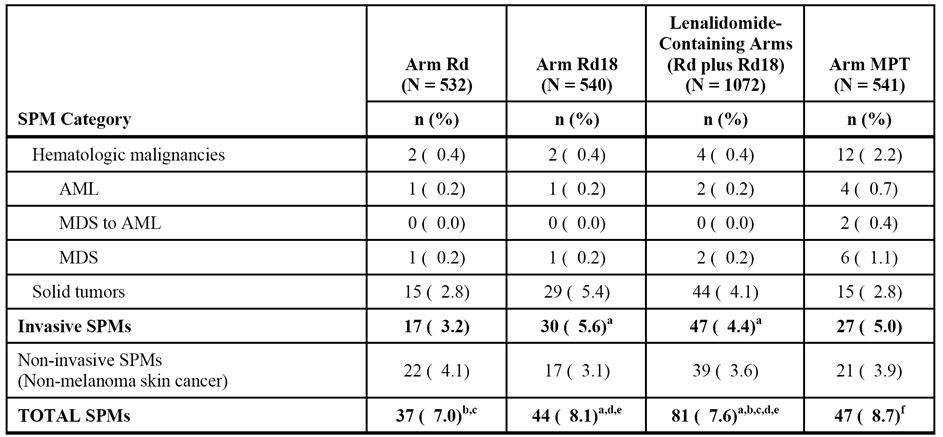 SPM Category
Arm Rd
(N = 532)
n (%)
Arm Rd18
(N = 540)
n (%)
Lenalidomide-
Containing Arms
(Rd plus Rd18)
(N = 1072)
n (%)
Arm MPT
(N = 541)
n (%)
Hematologic malignancies 2 ( 0.4) 2 ( 0.4) 4 ( 0.4) 12 ( 2.2)
AML 1 ( 0.2) 1 ( 0.2) 2 ( 0.2) 4 ( 0.7)
MDS to AML 0 ( 0.0) 0 ( 0.0) 0 ( 0.0) 2 ( 0.4)
MDS 1 ( 0.2) 1 ( 0.2) 2 ( 0.2) 6 ( 1.1)
Solid tumors 15 ( 2.8) 29 ( 5.4) 44 ( 4.1) 15 ( 2.8)
Invasive SPMs 17 ( 3.2) 30 ( 5.6)a 47 ( 4.4)a 27 ( 5.0)
Non-invasive SPMs
(Non-melanoma skin cancer) 22 ( 4.1) 17 ( 3.1) 39 ( 3.6) 21 ( 3.9)
TOTAL SPMs 37 ( 7.0)b,c 44 ( 8.1)a,d,e 81 ( 7.6)a,b,c,d,e 47 ( 8.7)f